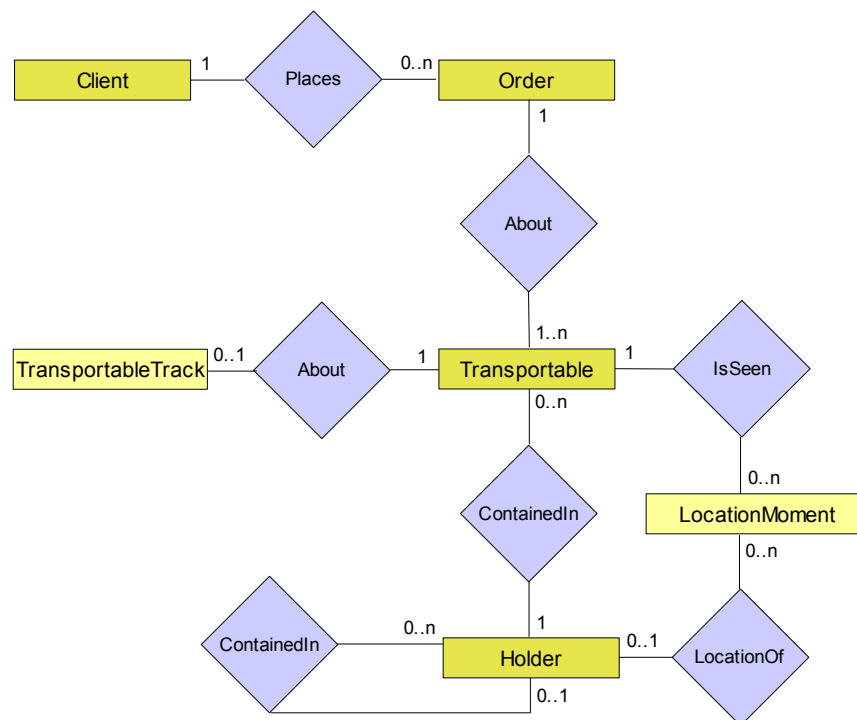 1
0..n
Client
Places
Order
1
About
1..n
0..1
1
1
TransportableTrack
About
Transportable
IsSeen
0..n
0..n
ContainedIn
LocationMoment
0..n
1
0..n
0..1
ContainedIn
Holder
LocationOf
0..1